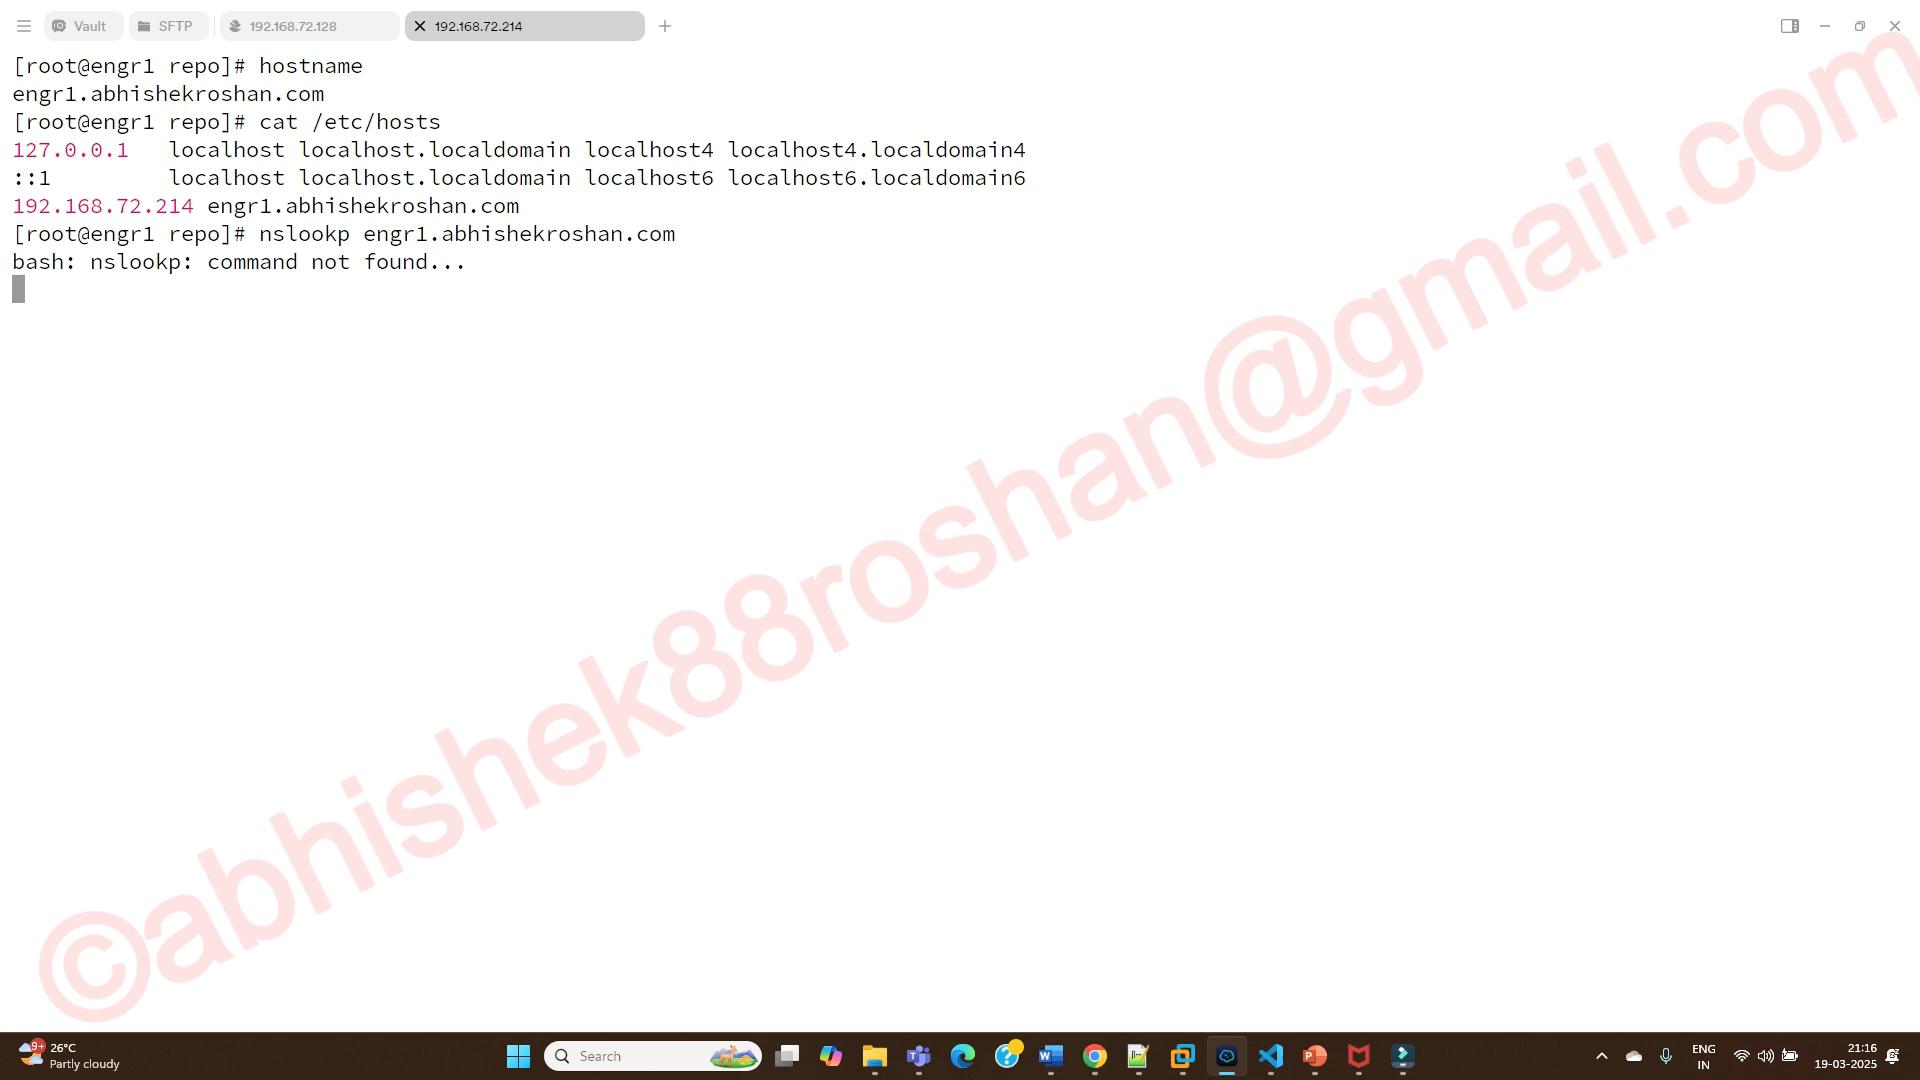 Vault
SFTP
192.168.72.128
192.168.72.214
[root@engr1 repo]# hostname
engr1.abhishekroshan.com
[root@engr1 repo]# cat /etc/hosts
127.0.0.1   localhost localhost.localdomain localhost4 localhost4.localdomain4
::1         localhost localhost.localdomain localhost6 localhost6.localdomain6
192.168.72.214 engr1.abhishekroshan.com
[root@engr1 repo]# nslookp engr1.abhishekroshan.com
bash: nslookp: command not found...
©abhishek88roshan@gmail.com
9+
26°C
Partly cloudy
Search
ENG
IN
21:16
19-03-2025